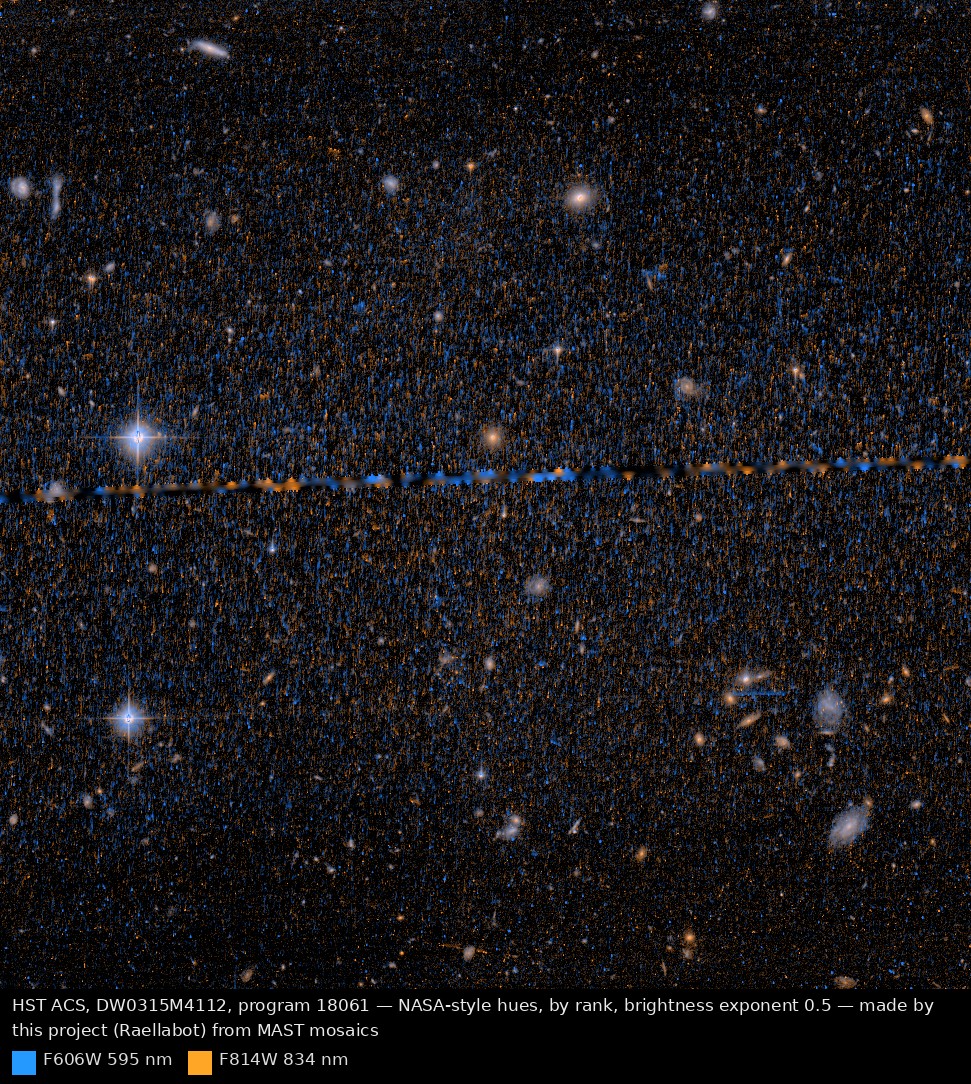 HST ACS, DW0315M4112, program 18061 — NASA-style hues, by rank, brightness exponent 0.5 — made by
this project (Raellabot) from MAST mosaics
F606W 595 nm F814W 834 nm